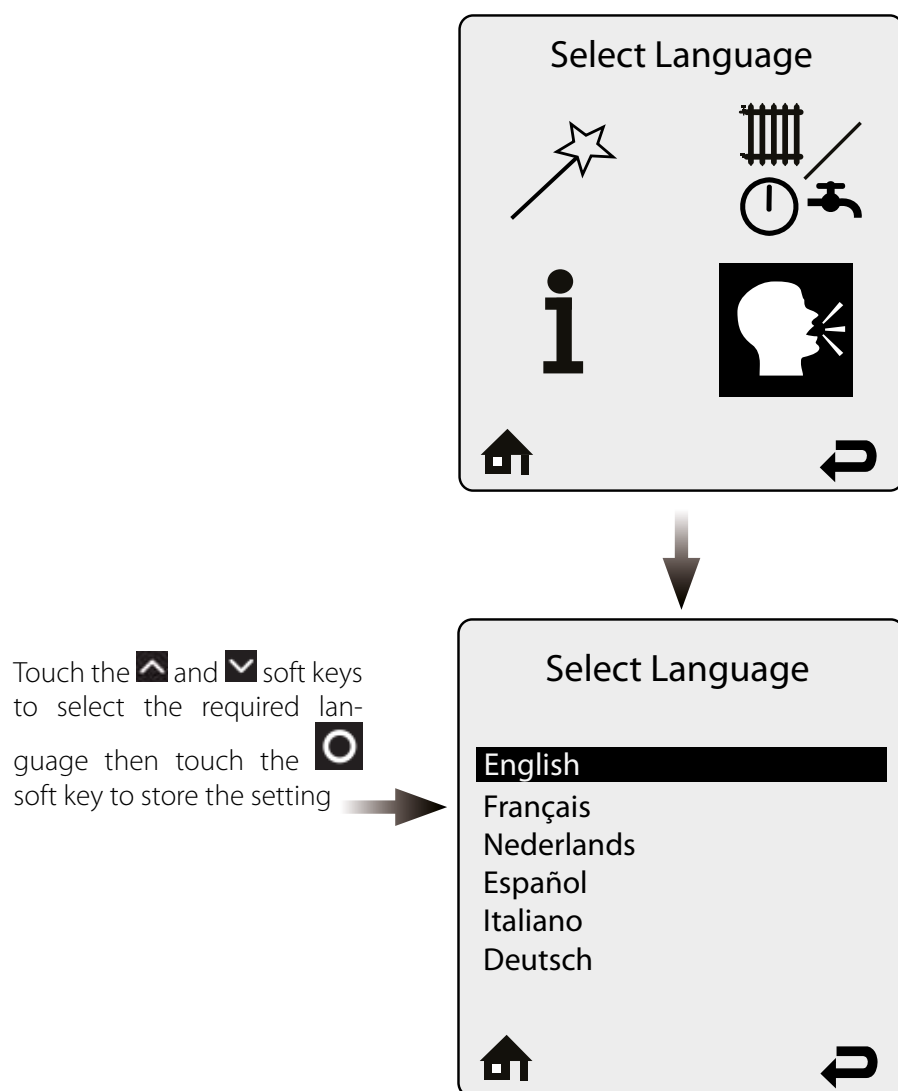 Select Language
Touch the and soft keys
to select the required lan-
guage then touch the
soft key to store the setting
Select Language
English
Français
Nederlands
Español
Italiano
Deutsch